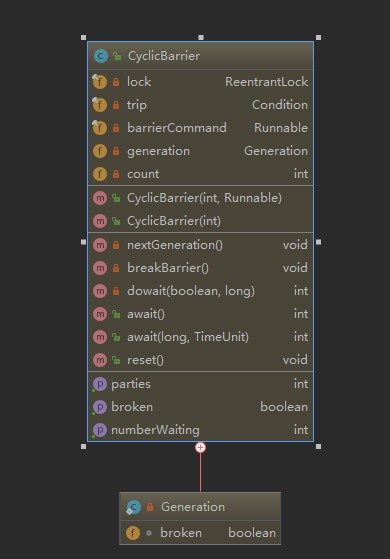 CyclicBarrier
lock ReentrantLock
trip Condition
barrierCommand Runnable
generation Generation
count int
CyclicBarrier(int, Runnable)
CyclicBarrier(int)
nextGeneration() void
breakBarrier() void
dowait(boolean, long) int
await() int
await(long, TimeUnit) int
reset() void
parties int
broken boolean
numberWaiting int
Generation
broken boolean